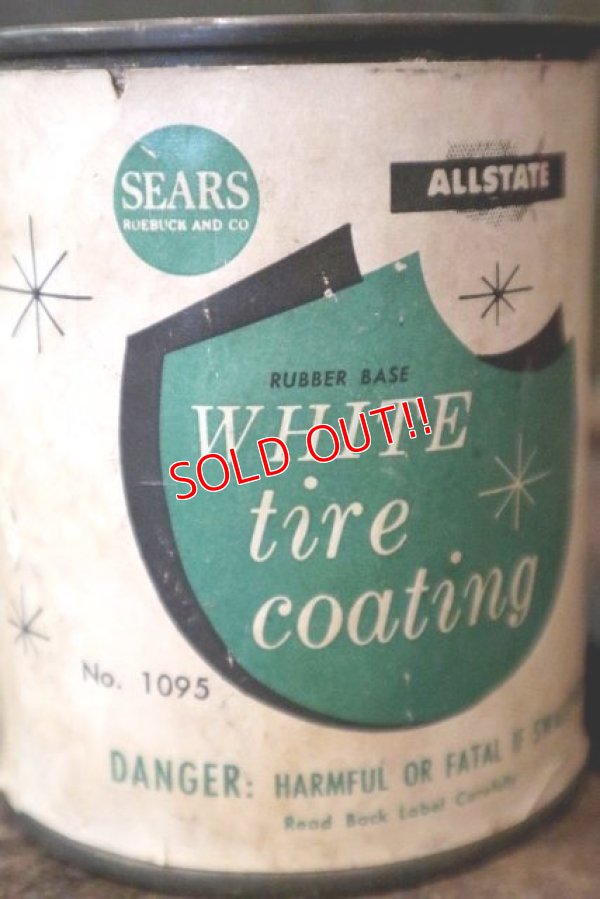 SEARS
ROEBUCK AND CO
ALLSTATE
RUBBER BASE
WHITE
SOLD OUT!!
tire
coating
No. 1095
DANGER: HARMFUL OR FATAL IF
Read Back Label Carefully